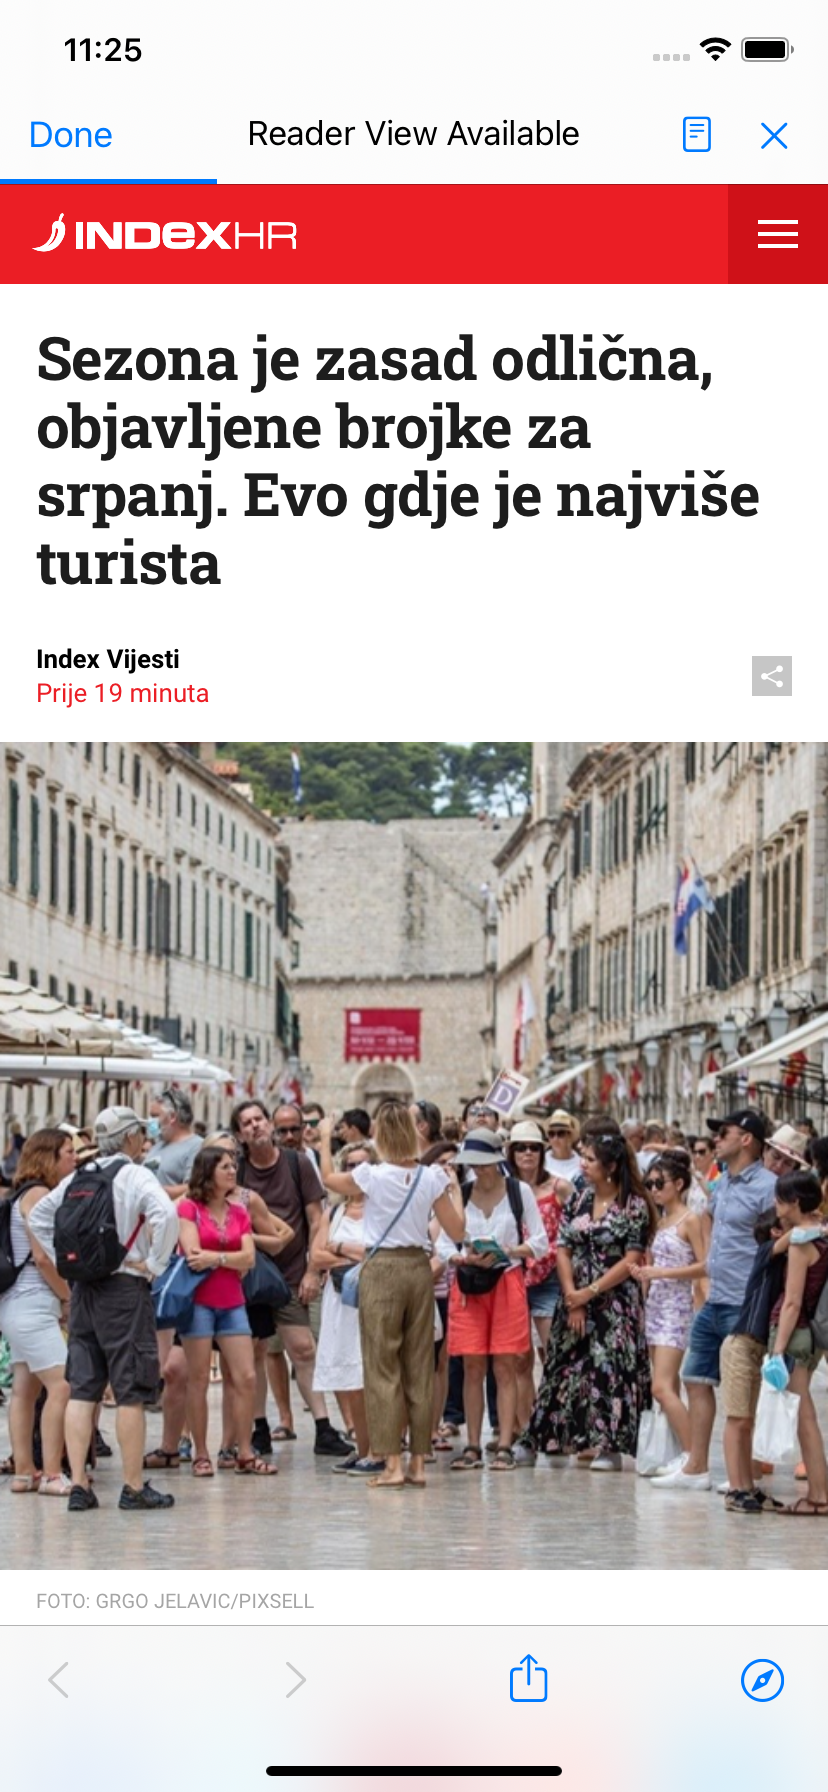 11:25
Done
Reader View Available
INDEXHR
Sezona je zasad odlična,
objavljene brojke za
srpanj. Evo gdje je najviše
turista
Index Vijesti
Prije 19 minuta
D
FOTO: GRGO JELAVIC/PIXSELL